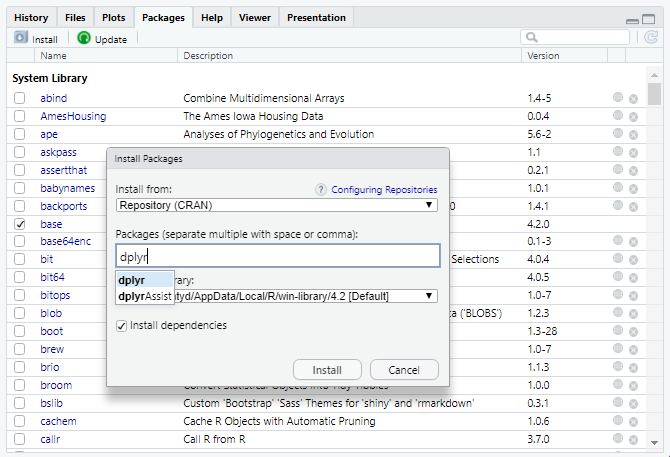 History Files Plots Packages Help Viewer Presentation
Install Update
Name Description Version
System Library
abind Combine Multidimensional Arrays 1.4-5
AmesHousing The Ames Iowa Housing Data 0.0.4
ape Analyses of Phylogenetics and Evolution 5.6-2
askpass 1.1
assertthat 0.2.1
babynames 1.0.1
backports 0 1.4.1
base 4.2.0
base64enc 0.1-3
bit Selections 4.0.4
bit64 4.0.5
bitops 1.0-7
blob ('BLOBS') 1.2.3
boot 1.3-28
brew 1.0-7
brio 1.1.3
broom Convert Statistical Objects into Tidy Tibbles 1.0.0
bslib Custom 'Bootstrap' 'Sass' Themes for 'shiny' and 'rmarkdown' 0.3.1
cachem Cache R Objects with Automatic Pruning 1.0.6
callr Call R from R 3.7.0
Install Packages
Install from: ? Configuring Repositories
Repository (CRAN)
Packages (separate multiple with space or comma):
dplyr
dplyr rary:
dplyrAssist tyd/AppData/Local/R/win-library/4.2 [Default]
Install dependencies
Install Cancel